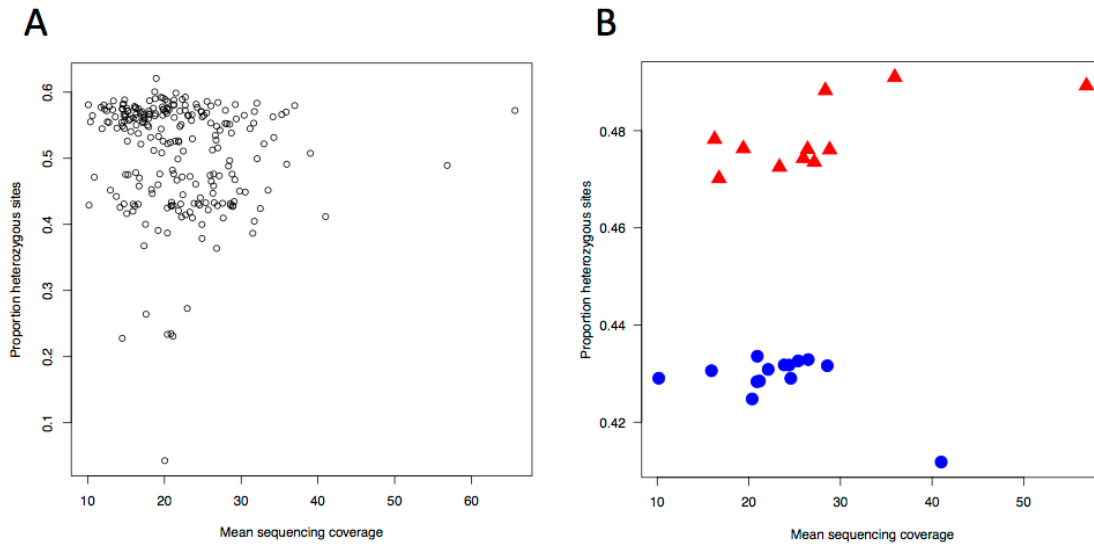 A
Proportion heterozygous sites
0.6
0.5
0.4
0.3
0.2
0.1
10 20 30 40 50 60
Mean sequencing coverage
B
Proportion heterozygous sites
0.48
0.46
0.44
0.42
10 20 30 40 50
Mean sequencing coverage